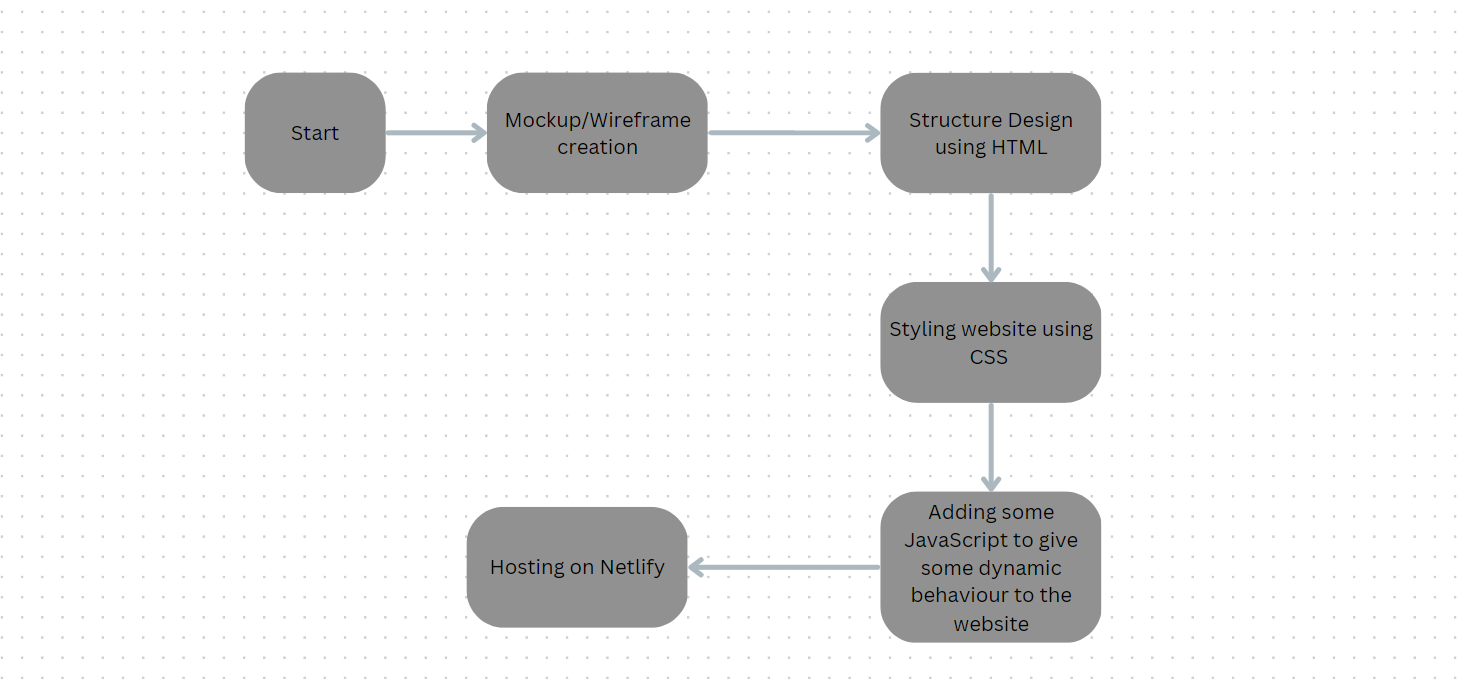 Start
Mockup/Wireframe
creation
Structure Design
using HTML
Styling website using
CSS
Adding some
JavaScript to give
some dynamic
behaviour to the
website
Hosting on Netlify